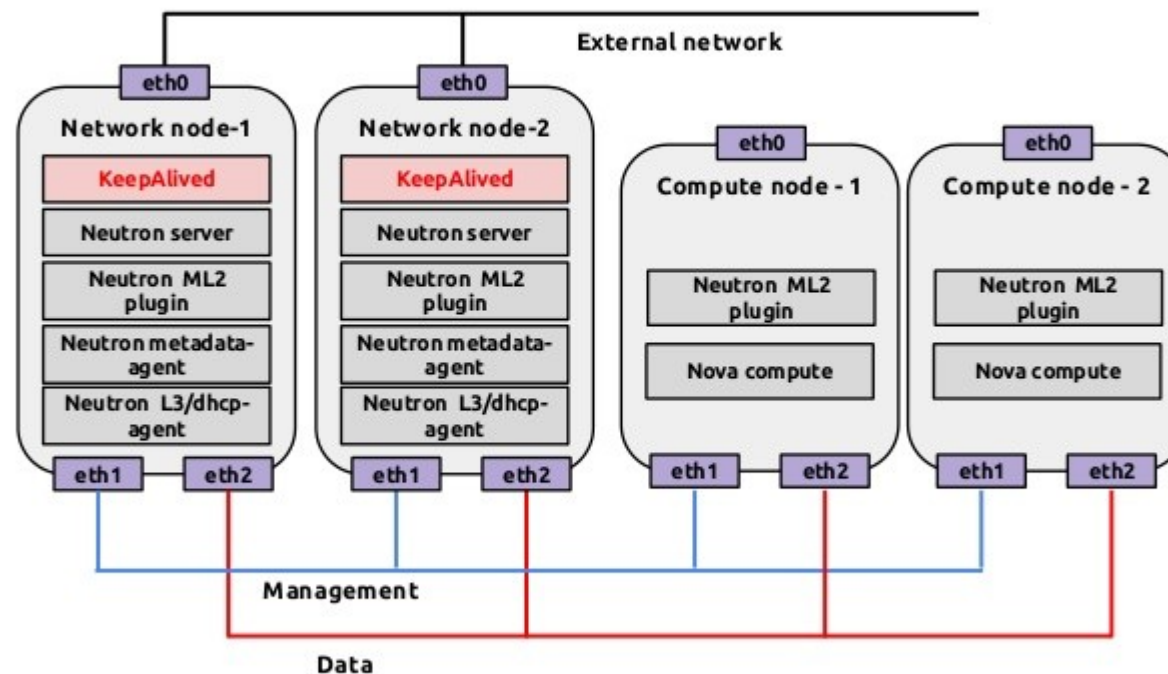 External network
eth0
eth0
Network node-1
Network node-2
eth0
eth0
KeepAlived
KeepAlived
Compute node - 1
Compute node - 2
Neutron server
Neutron server
Neutron ML2
plugin
Neutron ML2
plugin
Neutron ML2
plugin
Neutron ML2
plugin
Neutron metadata-
agent
Neutron metadata-
agent
Nova compute
Nova compute
Neutron L3/dhcp-
agent
Neutron L3/dhcp-
agent
eth1
eth2
eth1
eth2
eth1
eth2
eth1
eth2
Management
Data